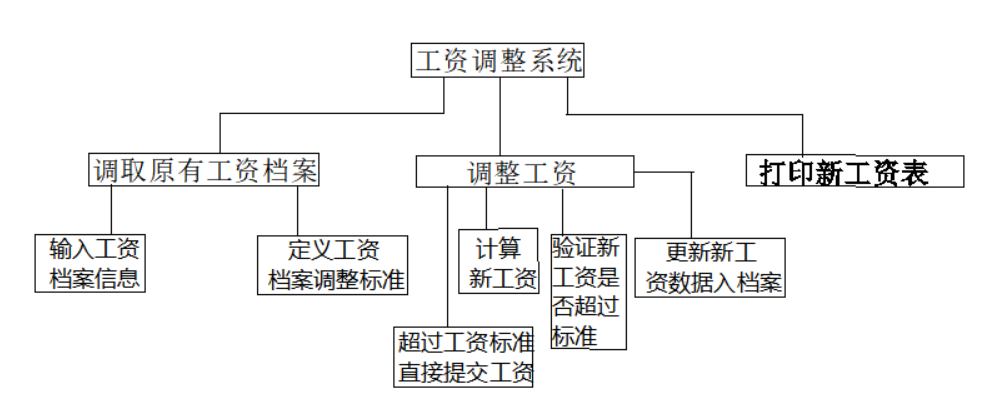 工资调整系统
调取原有工资档案
调整工资
打印新工资表
输入工资
档案信息
定义工资
档案调整标准
计算
新工资
验证新
工资是
否超过
标准
更新新工
资数据入档案
超过工资标准
直接提交工资